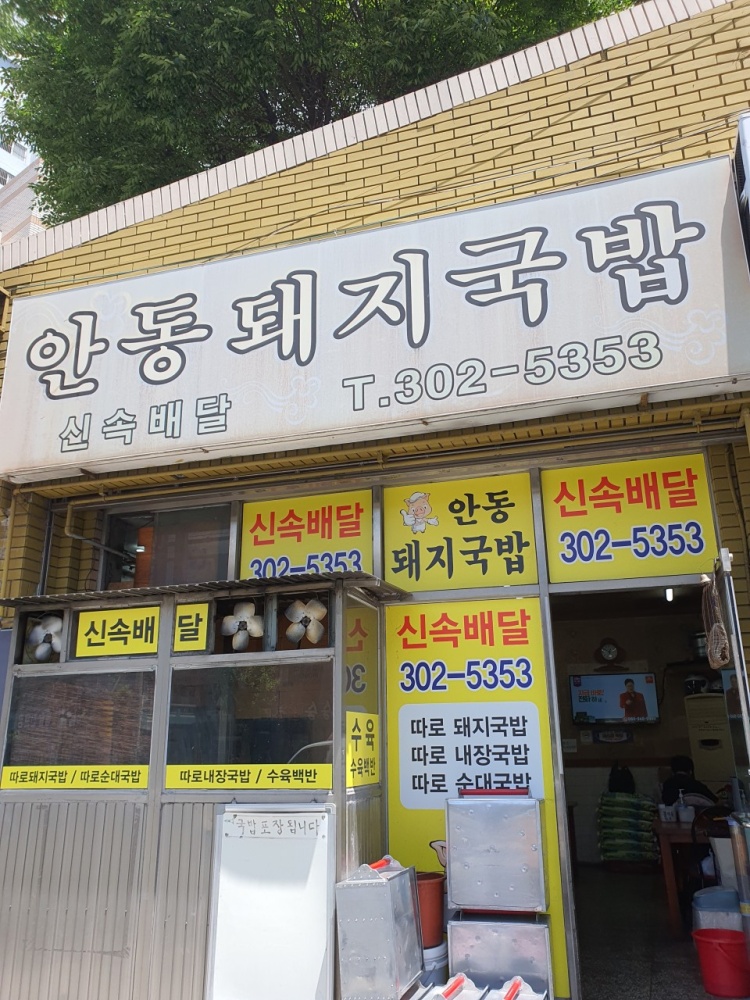 안동돼지국밥
신속배달 T.302-5353
신속배달
302-5353
안동
돼지국밥
신속배달
302-5353
신속배달
신속배달
302-5353
따로 돼지국밥
따로 내장국밥
따로 순대국밥
수육
수육백반
따로돼지국밥 / 따로순대국밥
따로내장국밥 / 수육백반
국밥 포장 됩니다